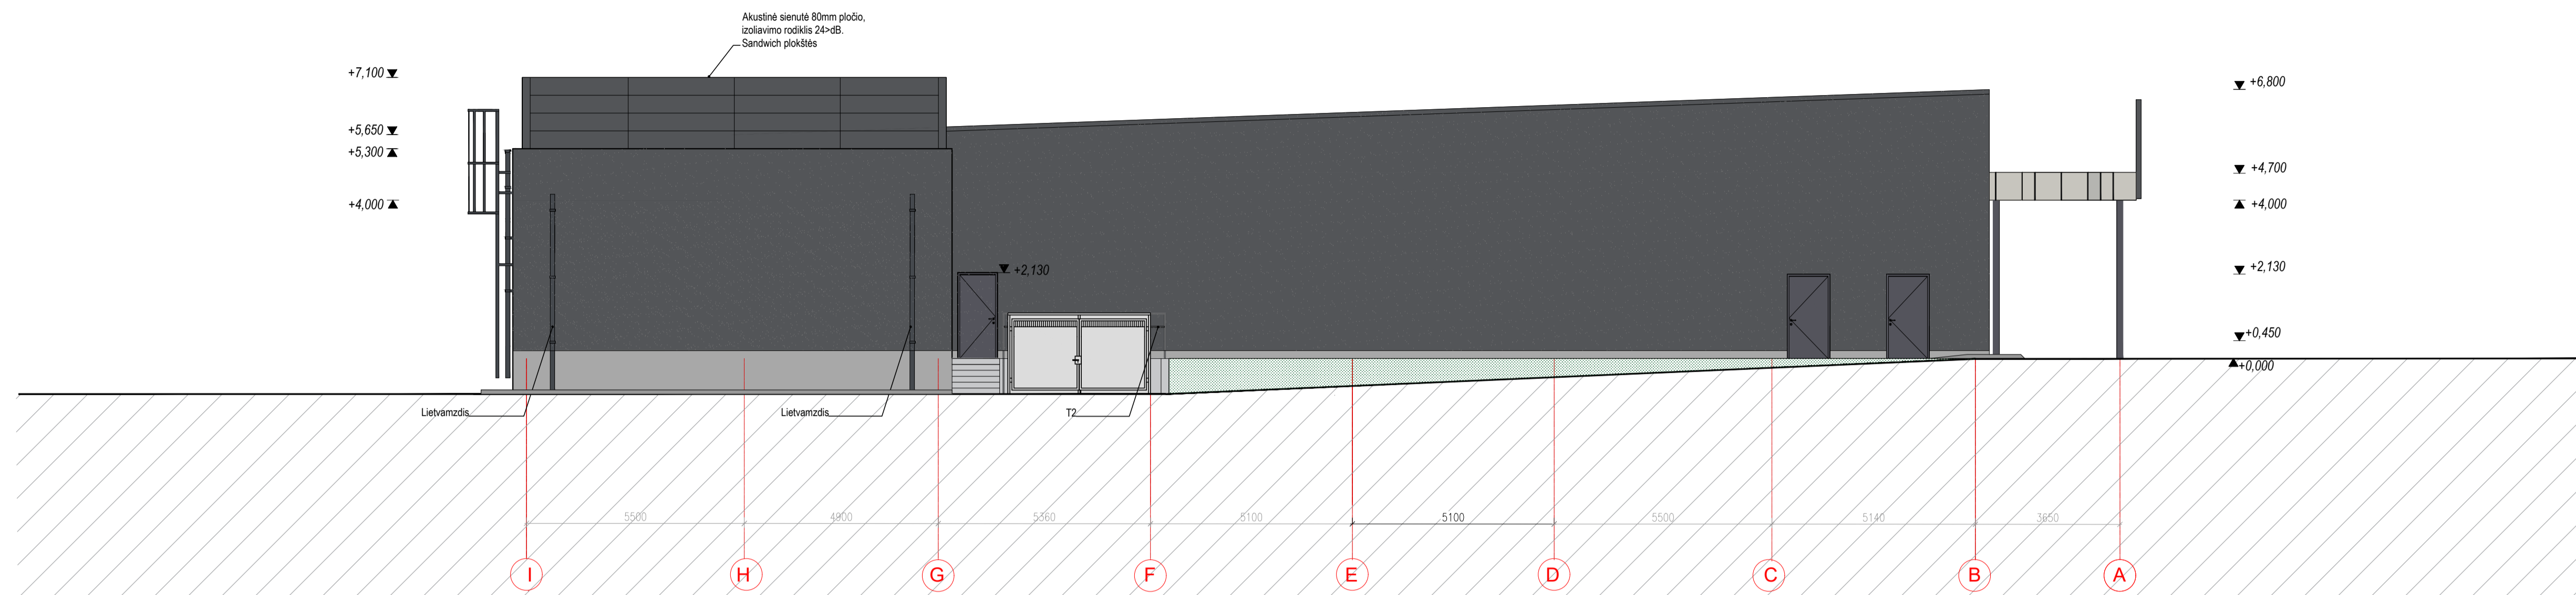 Akustinė sienutė 80mm pločio,
izoliavimo rodiklis 24>dB.
Sandwich plokštės
+7,100
+6,800
+5,650
+5,300
+4,700
+4,000
+4,000
+2,130
+2,130
+0,450
+0,000
Lietvamzdis
Lietvamzdis
T2
5500
4900
5360
5100
5100
5500
5140
3650
I
H
G
F
E
D
C
B
A